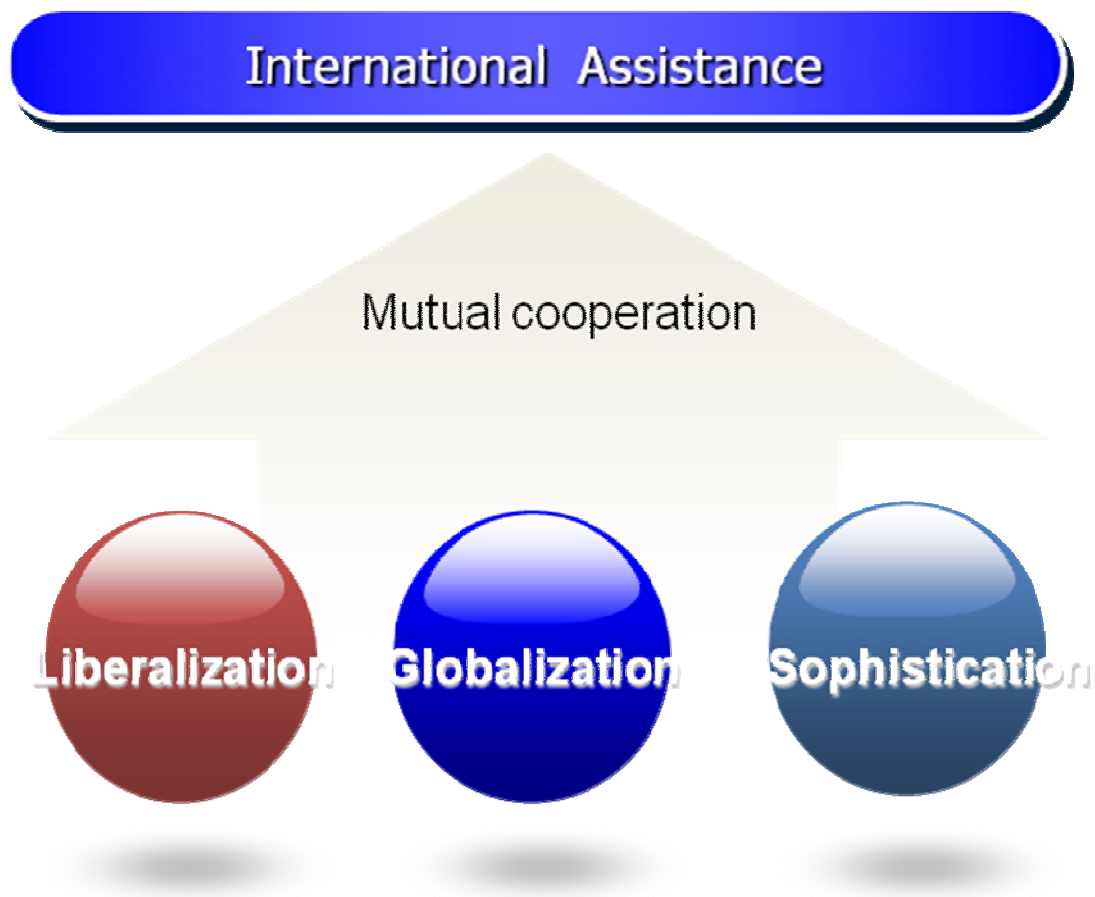 International Assistance
Mutual cooperation
Liberalization
Globalization
Sophistication